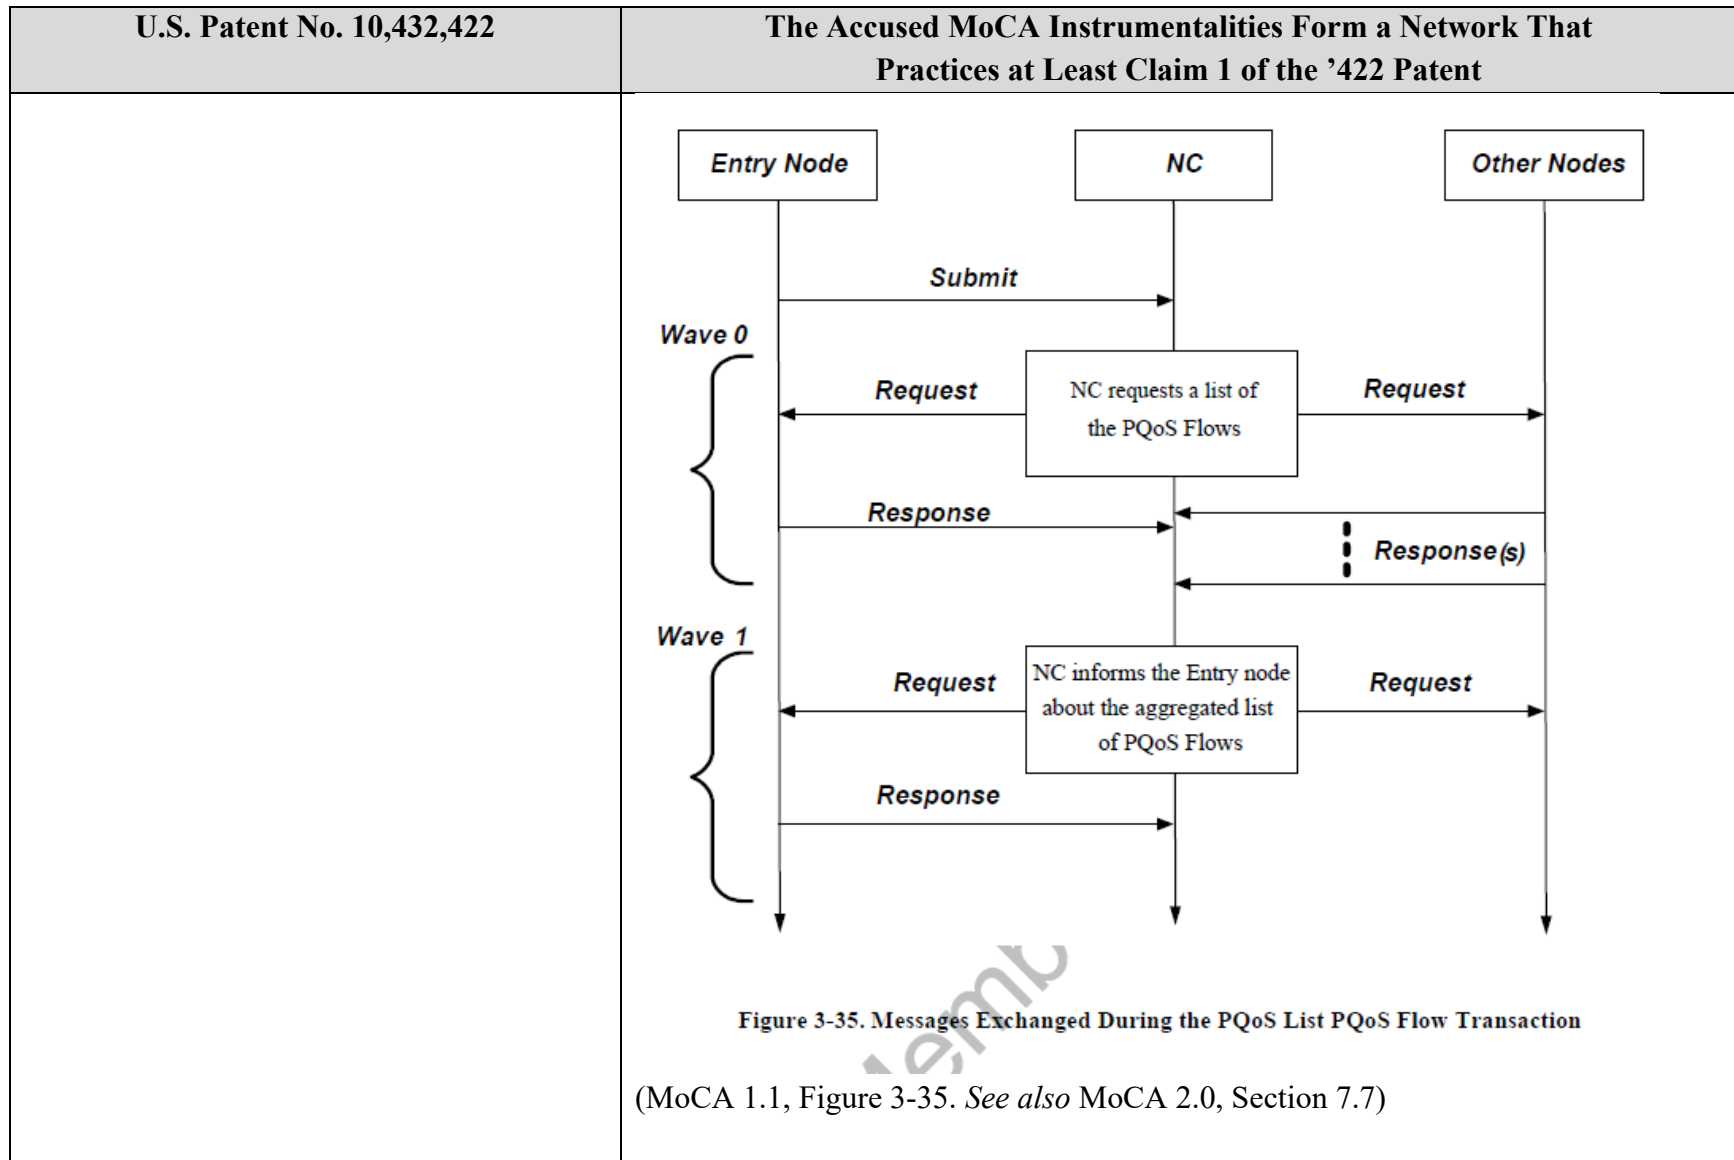 U.S. Patent No. 10,432,422
The Accused MoCA Instrumentalities Form a Network That
Practices at Least Claim 1 of the ’422 Patent
Entry Node
NC
Other Nodes
Submit
Wave 0
Request
NC requests a list of
the PQoS Flows
Request
Response
Response(s)
Wave 1
Request
NC informs the Entry node
about the aggregated list
of PQoS Flows
Request
Response
Figure 3-35. Messages Exchanged During the PQoS List PQoS Flow Transaction
(MoCA 1.1, Figure 3-35. See also MoCA 2.0, Section 7.7)